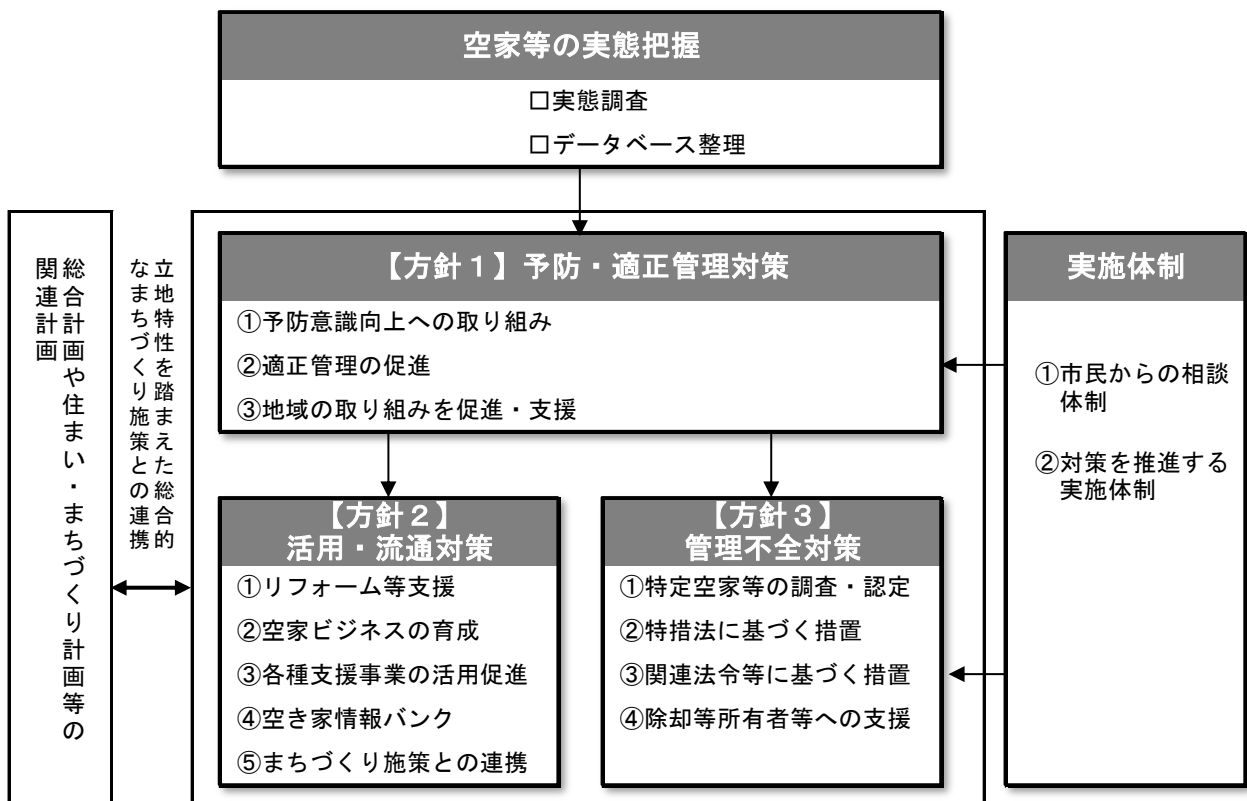 空家等の実態把握
□実態調査
□データベース整理
総合計画や住まい・まちづくり計画等の
関連計画
立地特性を踏まえた総合的
なまちづくり施策との連携
【方針１】予防・適正管理対策
①予防意識向上への取り組み
②適正管理の促進
③地域の取り組みを促進・支援
【方針２】
活用・流通対策
①リフォーム等支援
②空家ビジネスの育成
③各種支援事業の活用促進
④空き家情報バンク
⑤まちづくり施策との連携
【方針３】
管理不全対策
①特定空家等の調査・認定
②特措法に基づく措置
③関連法令等に基づく措置
④除却等所有者等への支援
実施体制
①市民からの相談
体制
②対策を推進する
実施体制